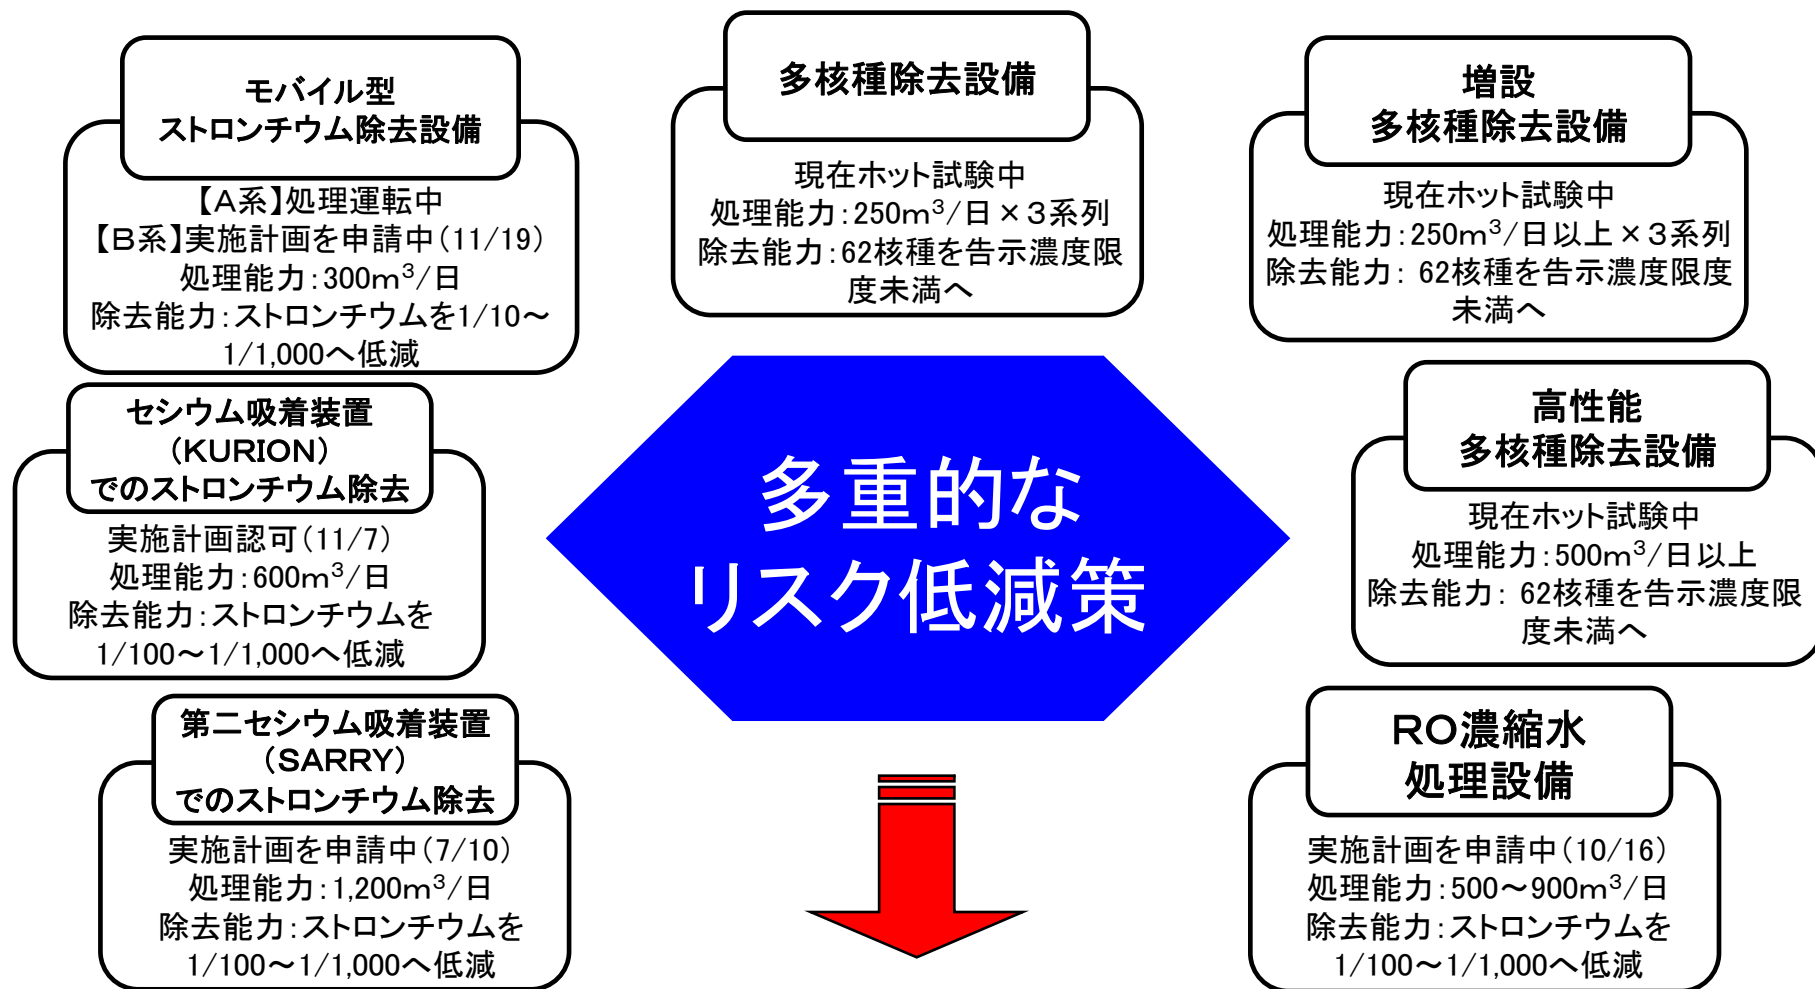 モバイル型
ストロンチウム除去設備
【A系】処理運転中
【B系】実施計画を申請中(11/19)
処理能力:300m³/日
除去能力:ストロンチウムを1/10～
1/1,000へ低減
多核種除去設備
現在ホット試験中
処理能力:250m³/日×3系列
除去能力:62核種を告示濃度限
度未満へ
増設
多核種除去設備
現在ホット試験中
処理能力:250m³/日以上×3系列
除去能力: 62核種を告示濃度限度
未満へ
セシウム吸着装置
(KURION)
でのストロンチウム除去
実施計画認可(11/7)
処理能力:600m³/日
除去能力:ストロンチウムを
1/100～1/1,000へ低減
多重的な
リスク低減策
高性能
多核種除去設備
現在ホット試験中
処理能力:500m³/日以上
除去能力: 62核種を告示濃度限
度未満へ
第二セシウム吸着装置
(SARRY)
でのストロンチウム除去
実施計画を申請中(7/10)
処理能力:1,200m³/日
除去能力:ストロンチウムを
1/100～1/1,000へ低減
RO濃縮水
処理設備
実施計画を申請中(10/16)
処理能力:500～900m³/日
除去能力:ストロンチウムを
1/100～1/1,000へ低減